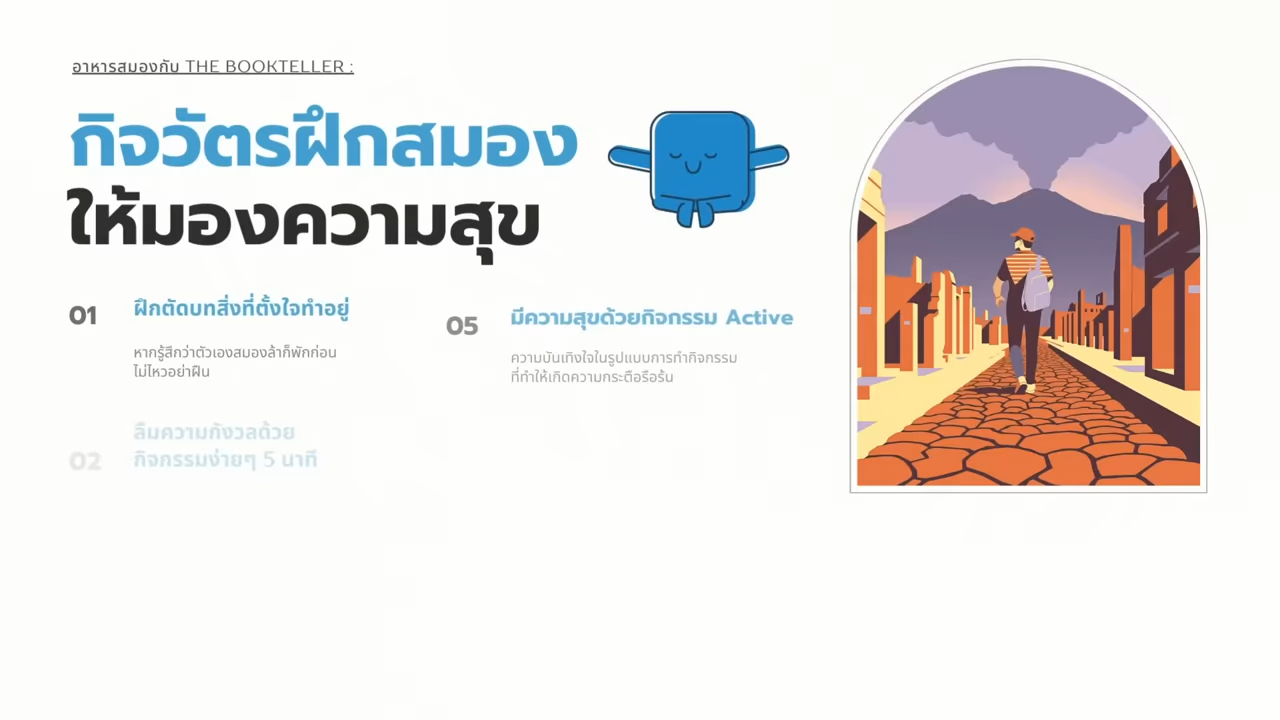 อาหารสมองกับ THE BOOKTELLER :
กิจวัตรฝึกสมอง
ให้มองความสุข
01
ฝึกตัดบทสิ่งที่ตั้งใจทำอยู่
หากรู้สึกว่าตัวเองสมองล้าก็พักก่อน
ไม่ไหวอย่าฝืน
02
ลืมความกังวลด้วย
กิจกรรมง่ายๆ 5 นาที
05
มีความสุขด้วยกิจกรรม Active
ความบันเทิงใจในรูปแบบการทำกิจกรรม
ที่ทำให้เกิดความกระตือรือร้น